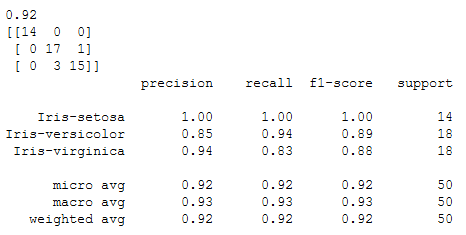 0.92
[[14  0  0]
 [ 0 17  1]
 [ 0  3 15]]
                 precision    recall  f1-score   support

    Iris-setosa       1.00      1.00      1.00        14
Iris-versicolor       0.85      0.94      0.89        18
 Iris-virginica       0.94      0.83      0.88        18

      micro avg       0.92      0.92      0.92        50
      macro avg       0.93      0.93      0.93        50
   weighted avg       0.92      0.92      0.92        50